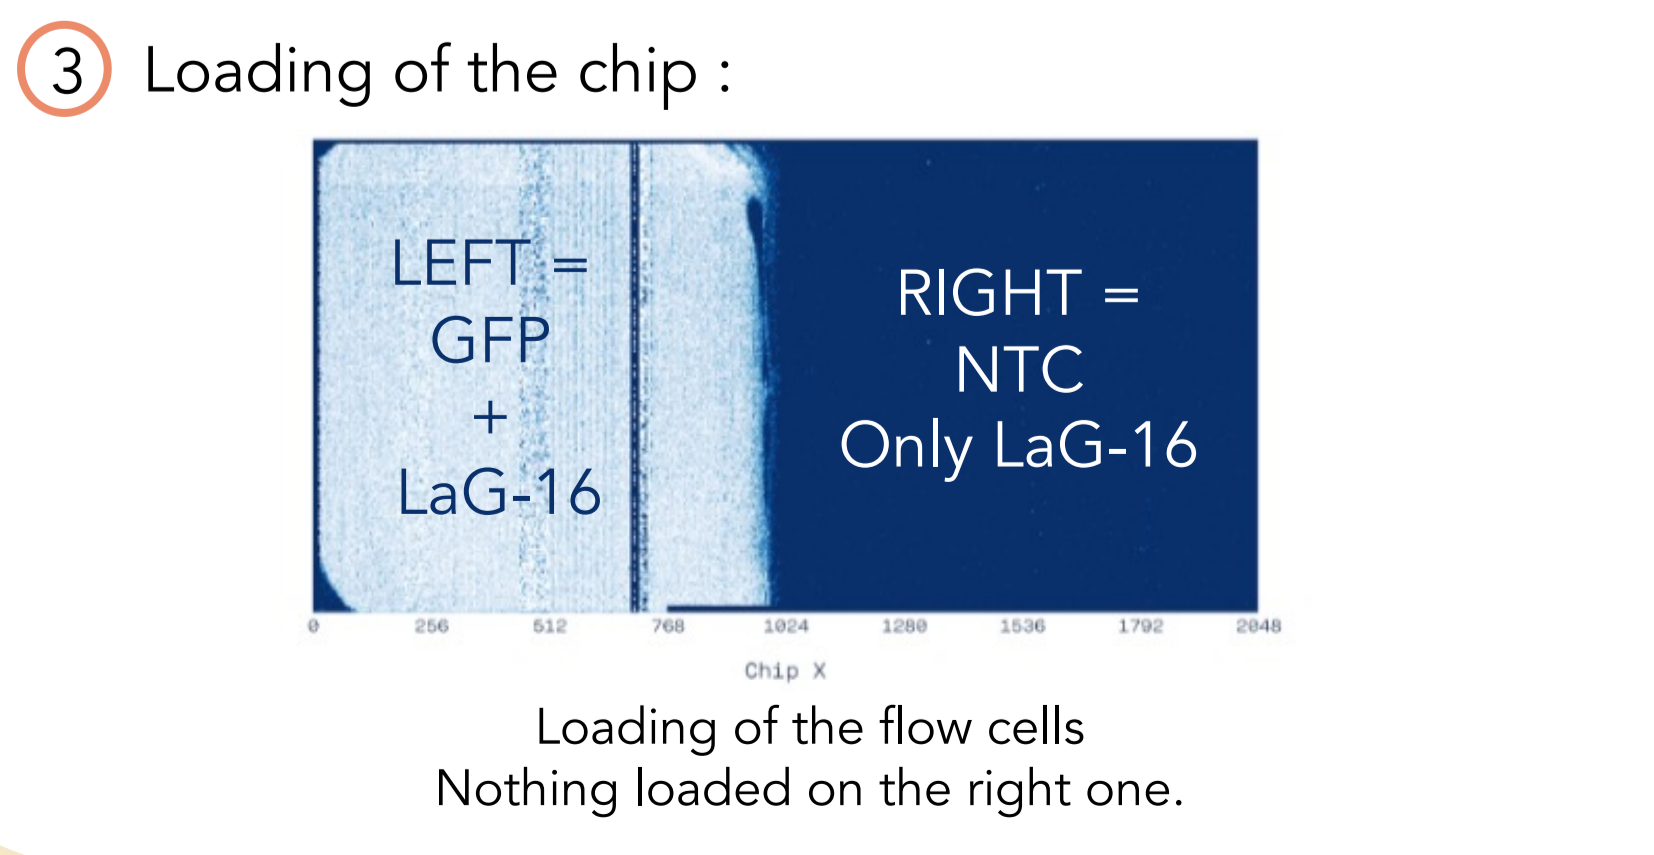 3 Loading of the chip :
LEFT =
GFP
+
LaG-16
RIGHT =
NTC
Only LaG-16
0 256 512 768 1024 1280 1536 1792 2048
Chip X
Loading of the flow cells
Nothing loaded on the right one.